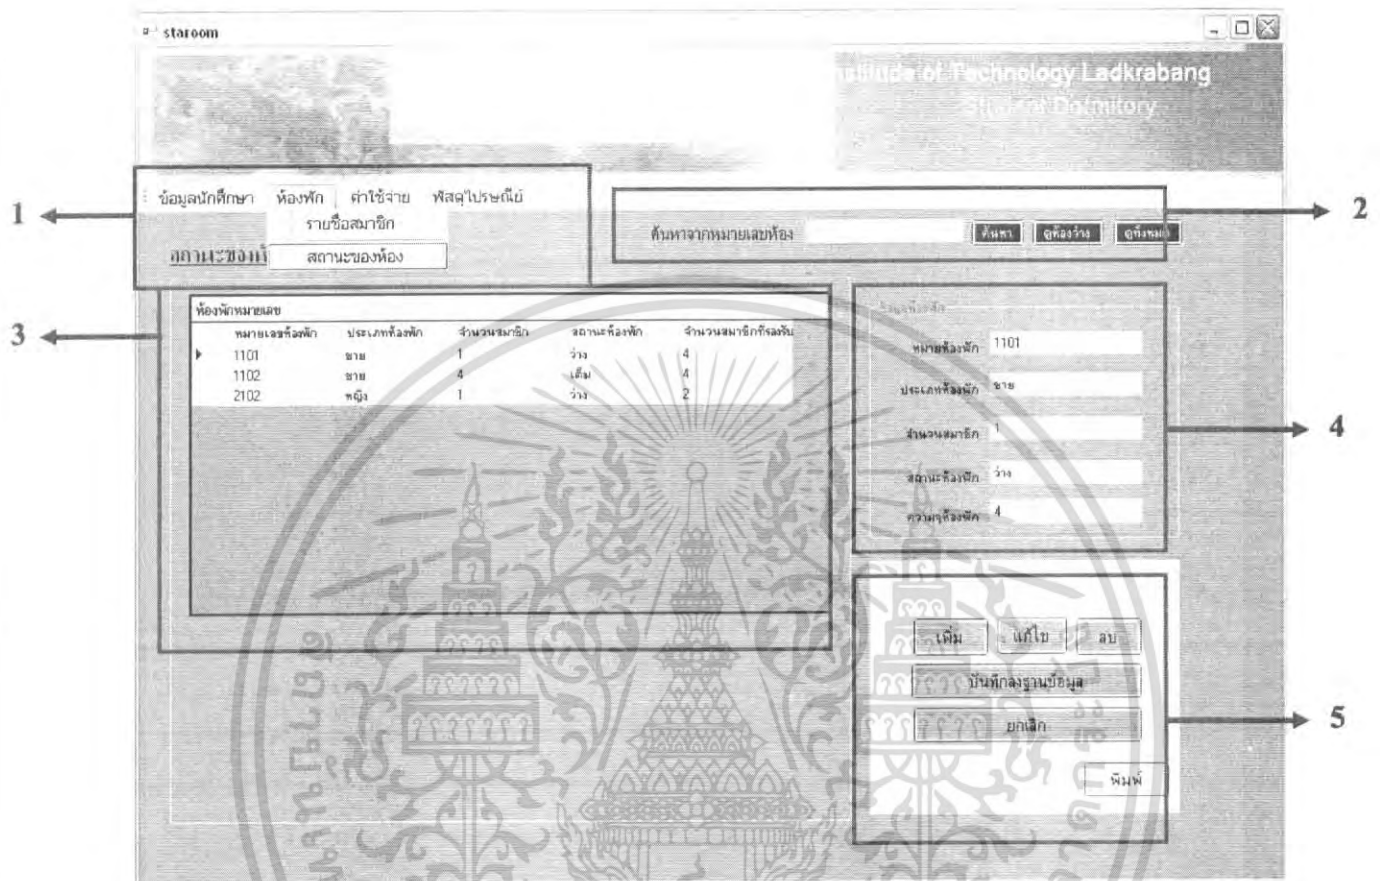 staroom
Institute of Technology Ladkrabang
Student Dormitory
1
ข้อมูลนักศึกษา ห้องพัก ค่าใช้จ่าย พัสดุไปรษณีย์
รายชื่อสมาชิก
สถานะของห้อง
ค้นหาจากหมายเลขห้อง ค้นหา ดูห้องว่าง ดูทั้งหมด
2
3
ห้องพักหมายเลข
หมายเลขห้องพัก ประเภทห้องพัก จำนวนสมาชิก สถานะห้องพัก จำนวนสมาชิกที่รองรับ
1101 ชาย 1 ว่าง 4
1102 ชาย 4 เต็ม 4
2102 หญิง 1 ว่าง 2
หมายห้องพัก 1101
ประเภทห้องพัก ชาย
จำนวนสมาชิก 1
สถานะห้องพัก ว่าง
ความจุห้องพัก 4
4
เพิ่ม แก้ไข ลบ
บันทึกลงฐานข้อมูล
ยกเลิก
พิมพ์
5